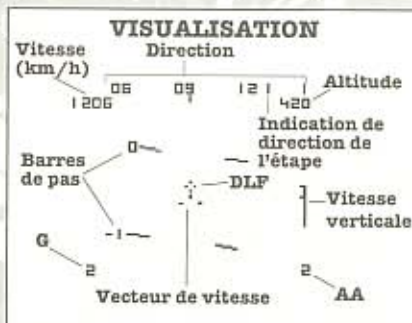 VISUALISATION
Vitesse
(km/h)
Direction
Altitude
06 09 12
1206
420
Indication de
direction de
l'étape
Barres
de pas
0
DLF
Vitesse
verticale
-1
G
2
2
Vecteur de vitesse
AA